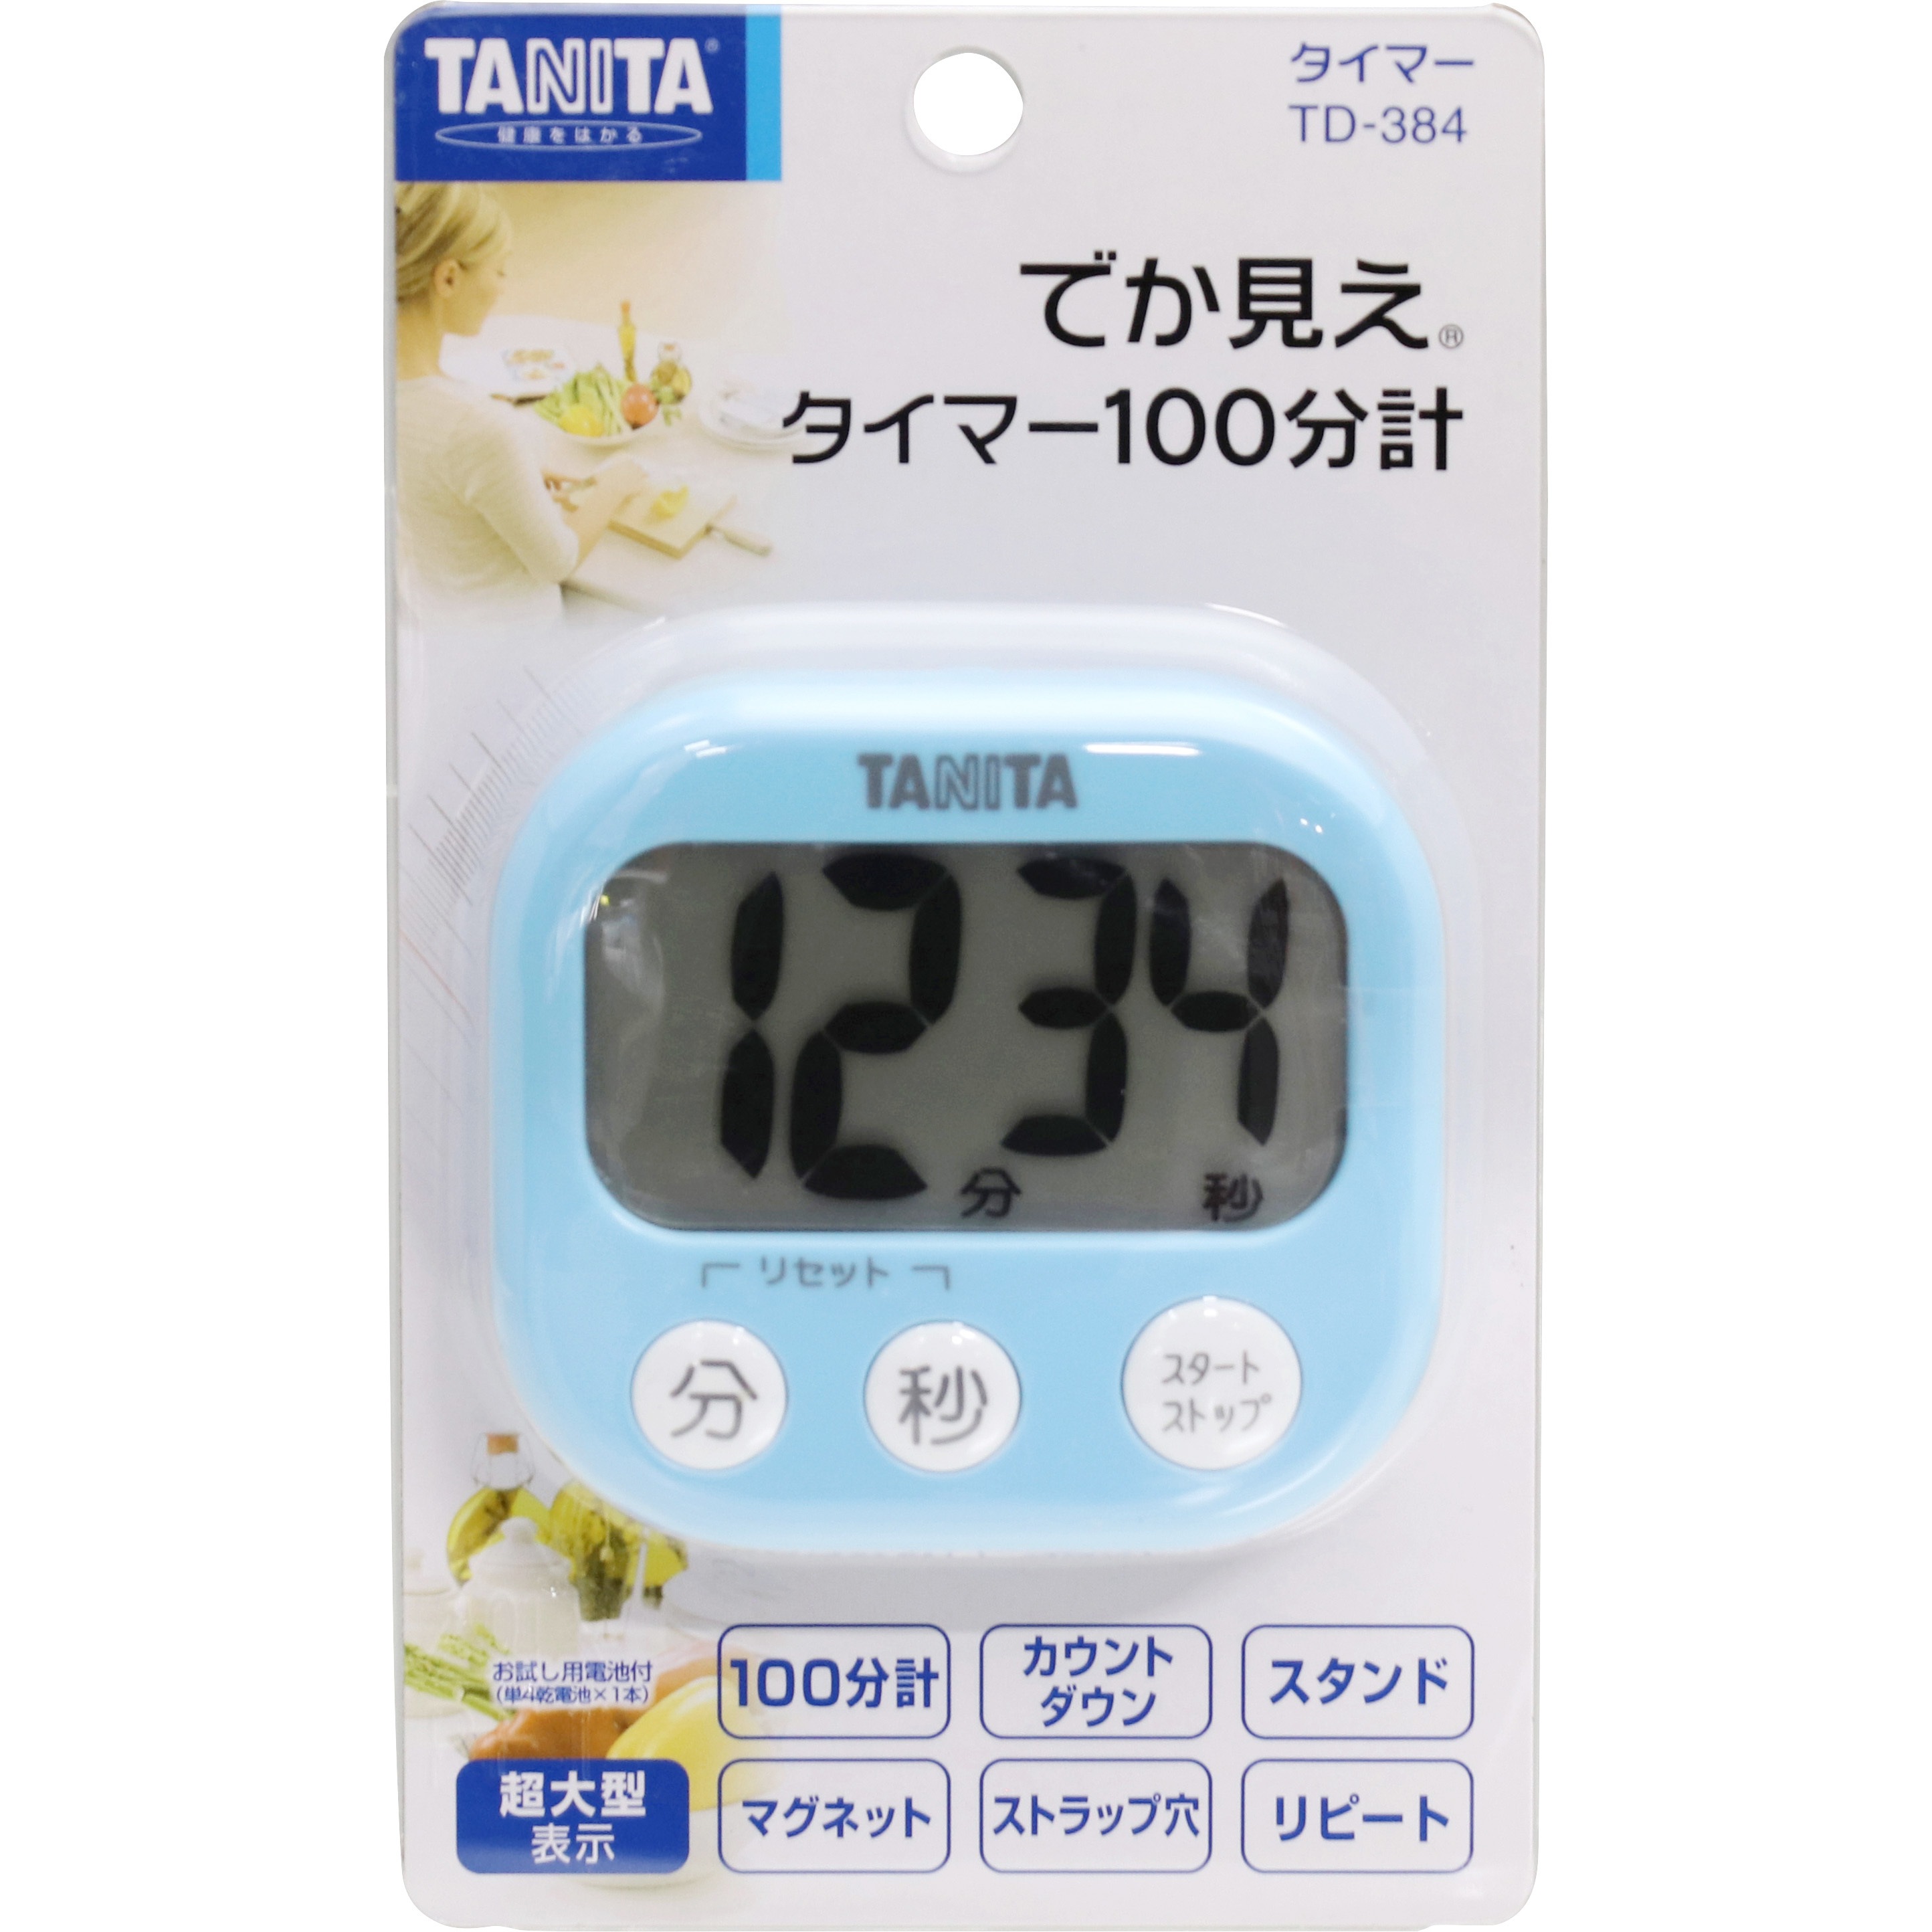 TANITA®
健康をはかる
タイマー
TD-384
でか見え®
タイマー100分計
TANITA
12 34
分 秒
リセット
分 秒 スタート
ストップ
お試し用電池付
(単4乾電池×1本)
100分計
カウント
ダウン
スタンド
超大型
表示
マグネット
ストラップ穴
リピート